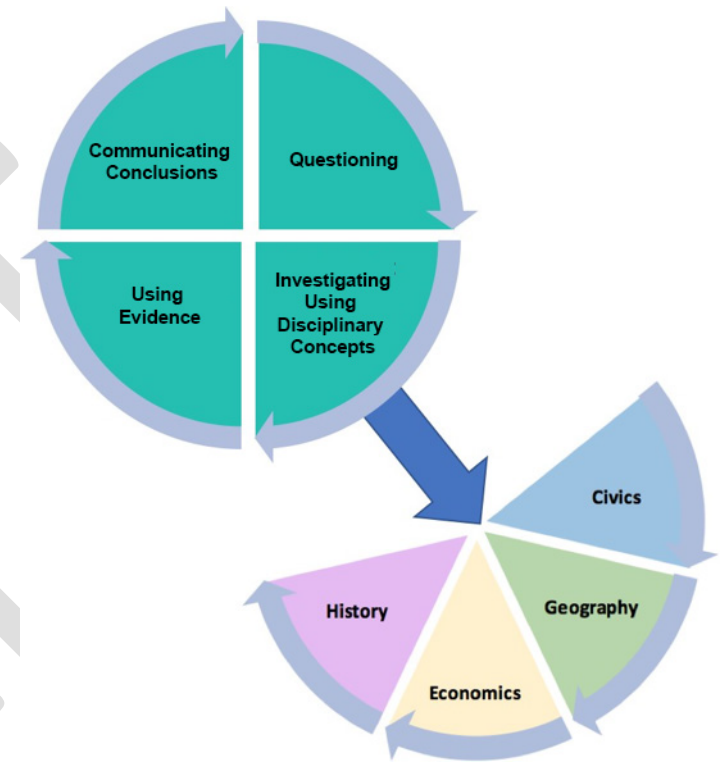 Communicating
Conclusions
Questioning
Using
Evidence
Investigating
Using
Disciplinary
Concepts
Civics
Geography
Economics
History